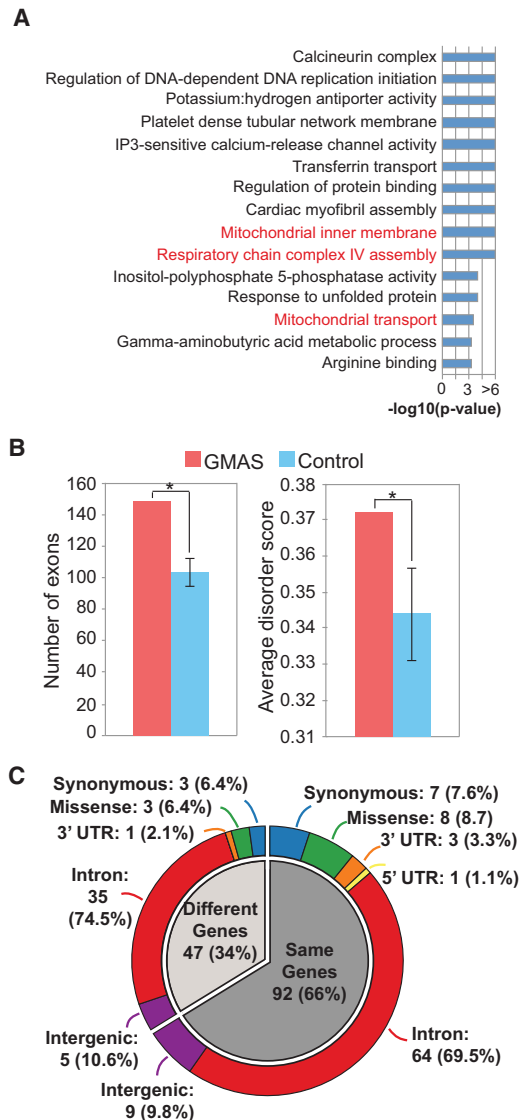 A
Calcineurin complex
Regulation of DNA-dependent DNA replication initiation
Potassium:hydrogen antiporter activity
Platelet dense tubular network membrane
IP3-sensitive calcium-release channel activity
Transferrin transport
Regulation of protein binding
Cardiac myofibril assembly
Mitochondrial inner membrane
Respiratory chain complex IV assembly
Inositol-polyphosphate 5-phosphatase activity
Response to unfolded protein
Mitochondrial transport
Gamma-aminobutyric acid metabolic process
Arginine binding
0 3 >6
-log10(p-value)
B
GMAS Control
Number of exons
160
140
120
100
80
60
40
20
0
*
Average disorder score
0.38
0.37
0.36
0.35
0.34
0.33
0.32
0.31
*
C
Synonymous: 3 (6.4%)
Missense: 3 (6.4%)
3' UTR: 1 (2.1%)
Intron:
35
(74.5%)
Intergenic:
5 (10.6%)
Synonymous: 7 (7.6%)
Missense: 8 (8.7)
3' UTR: 3 (3.3%)
5' UTR: 1 (1.1%)
Different
Genes
47 (34%)
Same
Genes
92 (66%)
Intron:
64 (69.5%)
Intergenic:
9 (9.8%)